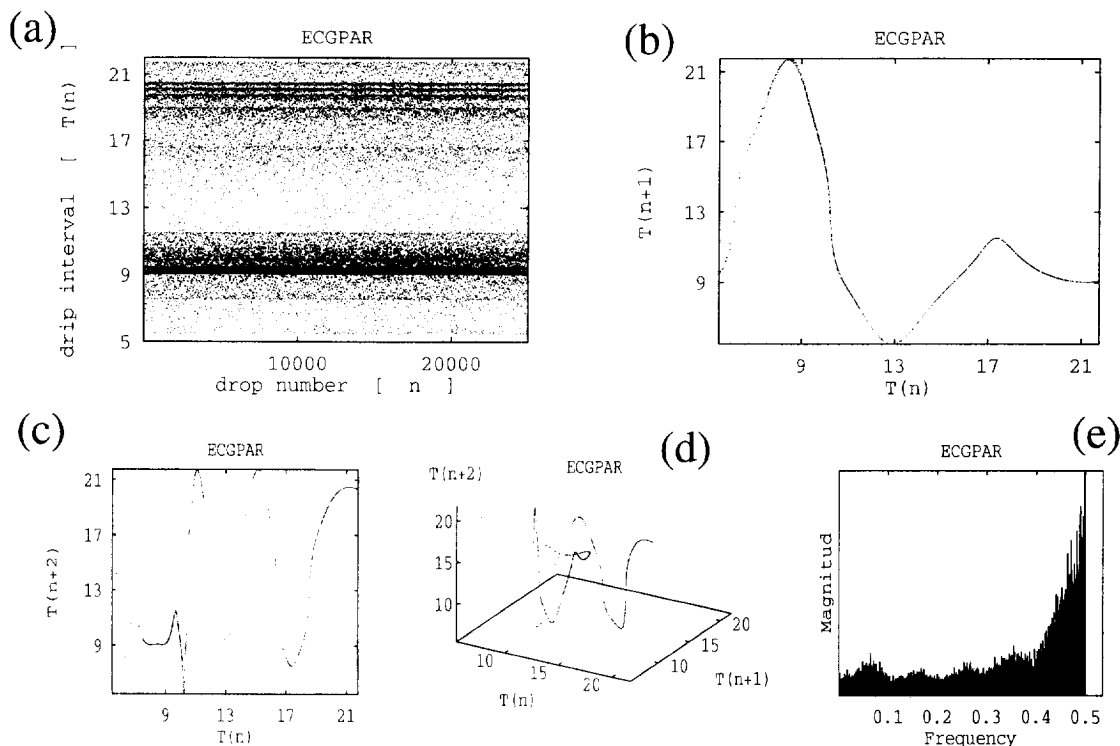 (a)
ECGPAR
drip interval [ T(n) ]
21
17
13
9
5
10000 20000
drop number [ n ]
(b)
ECGPAR
T(n+1)
21
17
13
9
9 13 17 21
T(n)
(c)
ECGPAR
T(n+2)
21
17
13
9
9 13 17 21
T(n)
(d)
T(n+2) ECGPAR
20
15
10
10 15 20
T(n)
10 15 20
T(n+1)
(e)
ECGPAR
Magnitud
0.1 0.2 0.3 0.4 0.5
Frequency